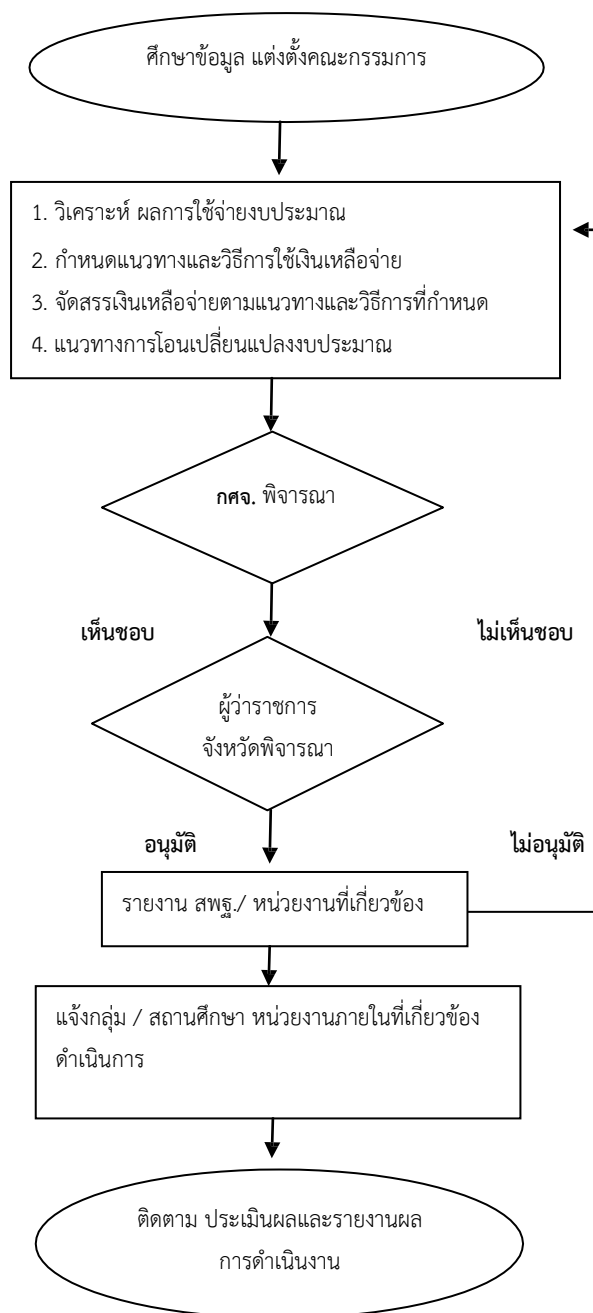 ศึกษาข้อมูล แต่งตั้งคณะกรรมการ
1. วิเคราะห์ ผลการใช้จ่ายงบประมาณ
2. กำหนดแนวทางและวิธีการใช้เงินเหลือจ่าย
3. จัดสรรเงินเหลือจ่ายตามแนวทางและวิธีการที่กำหนด
4. แนวทางการโอนเปลี่ยนแปลงงบประมาณ
กศจ. พิจารณา
เห็นชอบ
ไม่เห็นชอบ
ผู้ว่าราชการ
จังหวัดพิจารณา
อนุมัติ
ไม่อนุมัติ
รายงาน สพฐ./ หน่วยงานที่เกี่ยวข้อง
แจ้งกลุ่ม / สถานศึกษา หน่วยงานภายในที่เกี่ยวข้อง
ดำเนินการ
ติดตาม ประเมินผลและรายงานผล
การดำเนินงาน